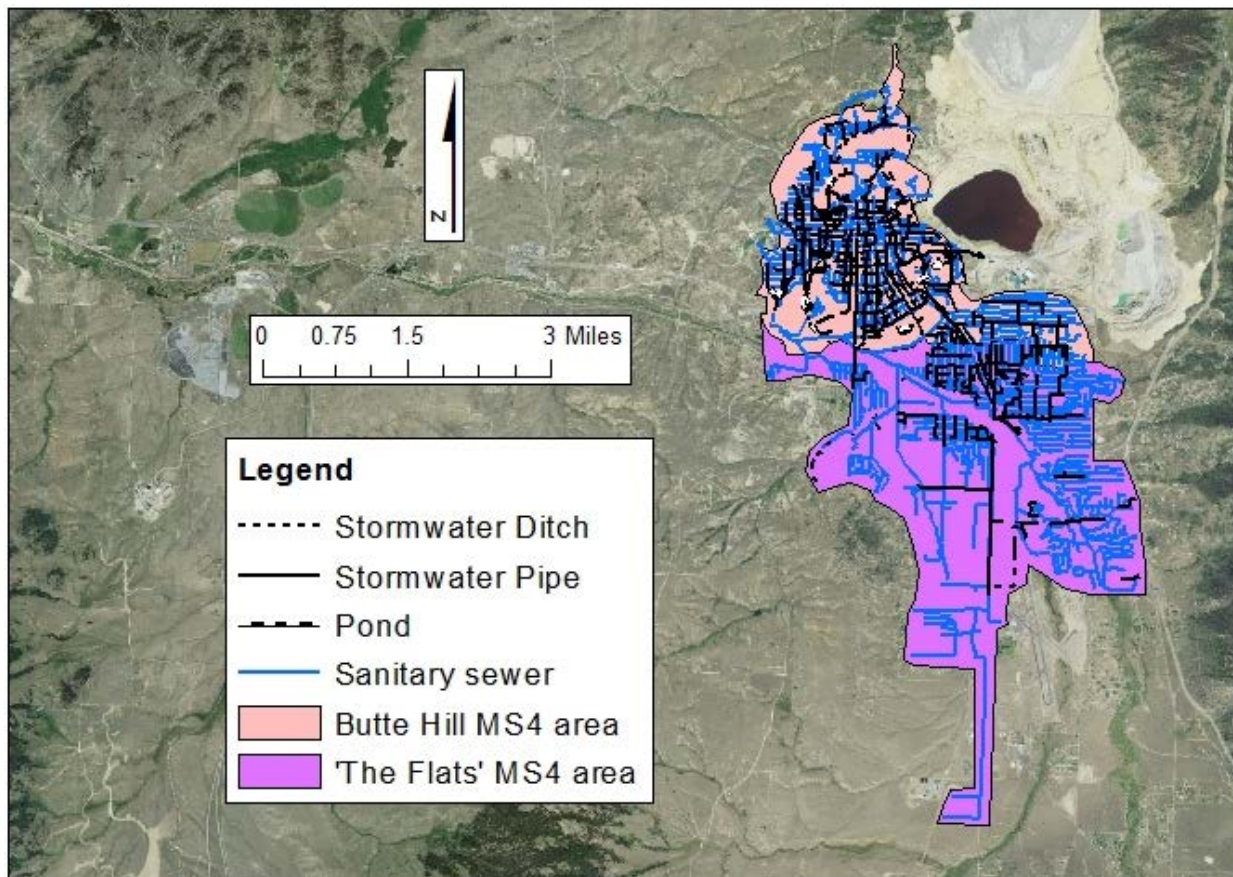 N
0 0.75 1.5 3 Miles
Legend
Stormwater Ditch
Stormwater Pipe
Pond
Sanitary sewer
Butte Hill MS4 area
'The Flats' MS4 area